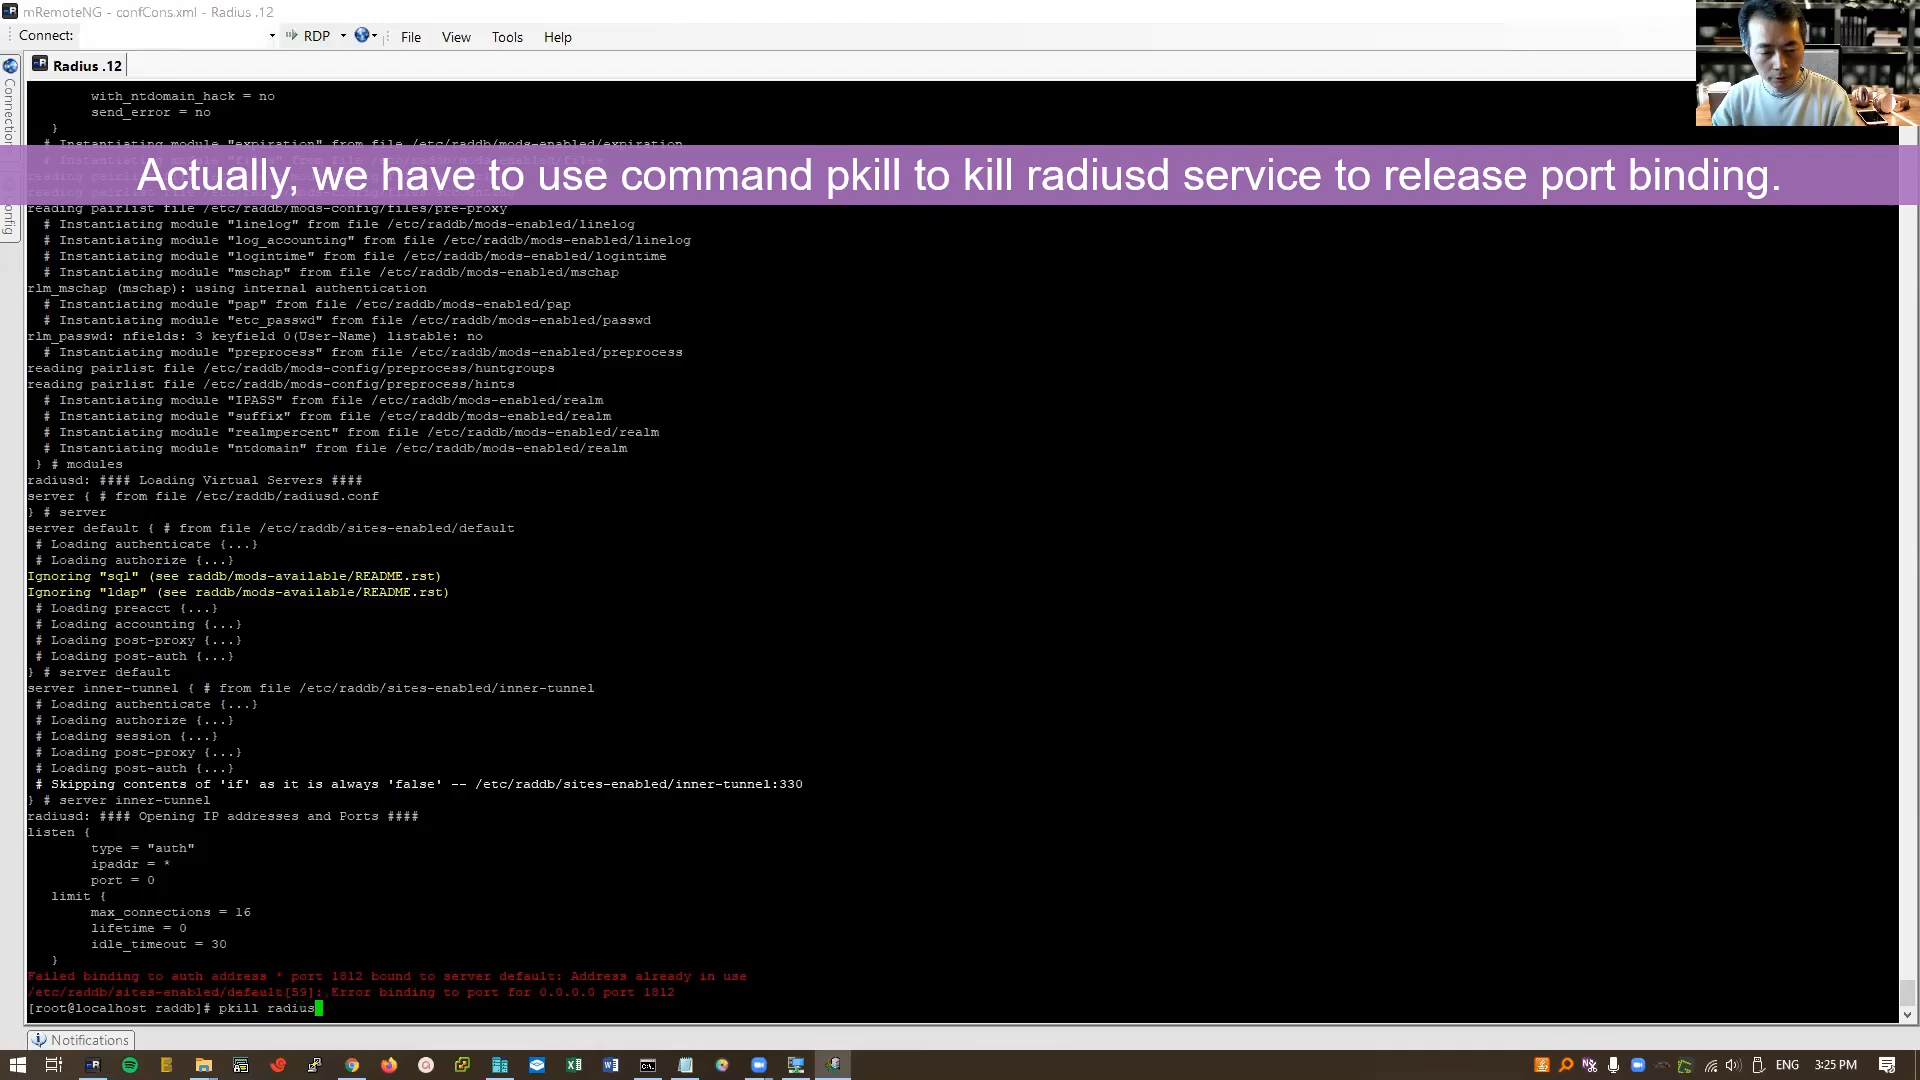 mRemoteNG - confCons.xml - Radius .12
Connect:
RDP
File
View
Tools
Help
Radius .12
Connection
Config
with_ntdomain_hack = no
send_error = no
}
# Instantiating module "expiration" from file /etc/raddb/mods-enabled/expiration
Actually, we have to use command pkill to kill radiusd service to release port binding.
reading pairlist file /etc/raddb/mods-config/files/pre-proxy
# Instantiating module "linelog" from file /etc/raddb/mods-enabled/linelog
# Instantiating module "log_accounting" from file /etc/raddb/mods-enabled/linelog
# Instantiating module "logintime" from file /etc/raddb/mods-enabled/logintime
# Instantiating module "mschap" from file /etc/raddb/mods-enabled/mschap
rlm_mschap (mschap): using internal authentication
# Instantiating module "pap" from file /etc/raddb/mods-enabled/pap
# Instantiating module "etc_passwd" from file /etc/raddb/mods-enabled/passwd
rlm_passwd: nfields: 3 keyfield 0(User-Name) listable: no
# Instantiating module "preprocess" from file /etc/raddb/mods-enabled/preprocess
reading pairlist file /etc/raddb/mods-config/preprocess/huntgroups
reading pairlist file /etc/raddb/mods-config/preprocess/hints
# Instantiating module "IPASS" from file /etc/raddb/mods-enabled/realm
# Instantiating module "suffix" from file /etc/raddb/mods-enabled/realm
# Instantiating module "realmpercent" from file /etc/raddb/mods-enabled/realm
# Instantiating module "ntdomain" from file /etc/raddb/mods-enabled/realm
} # modules
radiusd: #### Loading Virtual Servers ####
server { # from file /etc/raddb/radiusd.conf
} # server
server default { # from file /etc/raddb/sites-enabled/default
# Loading authenticate {...}
# Loading authorize {...}
Ignoring "sql" (see raddb/mods-available/README.rst)
Ignoring "ldap" (see raddb/mods-available/README.rst)
# Loading preacct {...}
# Loading accounting {...}
# Loading post-proxy {...}
# Loading post-auth {...}
} # server default
server inner-tunnel { # from file /etc/raddb/sites-enabled/inner-tunnel
# Loading authenticate {...}
# Loading authorize {...}
# Loading session {...}
# Loading post-proxy {...}
# Loading post-auth {...}
# Skipping contents of 'if' as it is always 'false' -- /etc/raddb/sites-enabled/inner-tunnel:330
} # server inner-tunnel
radiusd: #### Opening IP addresses and Ports ####
listen {
type = "auth"
ipaddr = *
port = 0
limit {
max_connections = 16
lifetime = 0
idle_timeout = 30
}
Failed binding to auth address * port 1812 bound to server default: Address already in use
/etc/raddb/sites-enabled/default[59]: Error binding to port for 0.0.0.0 port 1812
[root@localhost raddb]# pkill radius
Notifications
ENG
3:25 PM